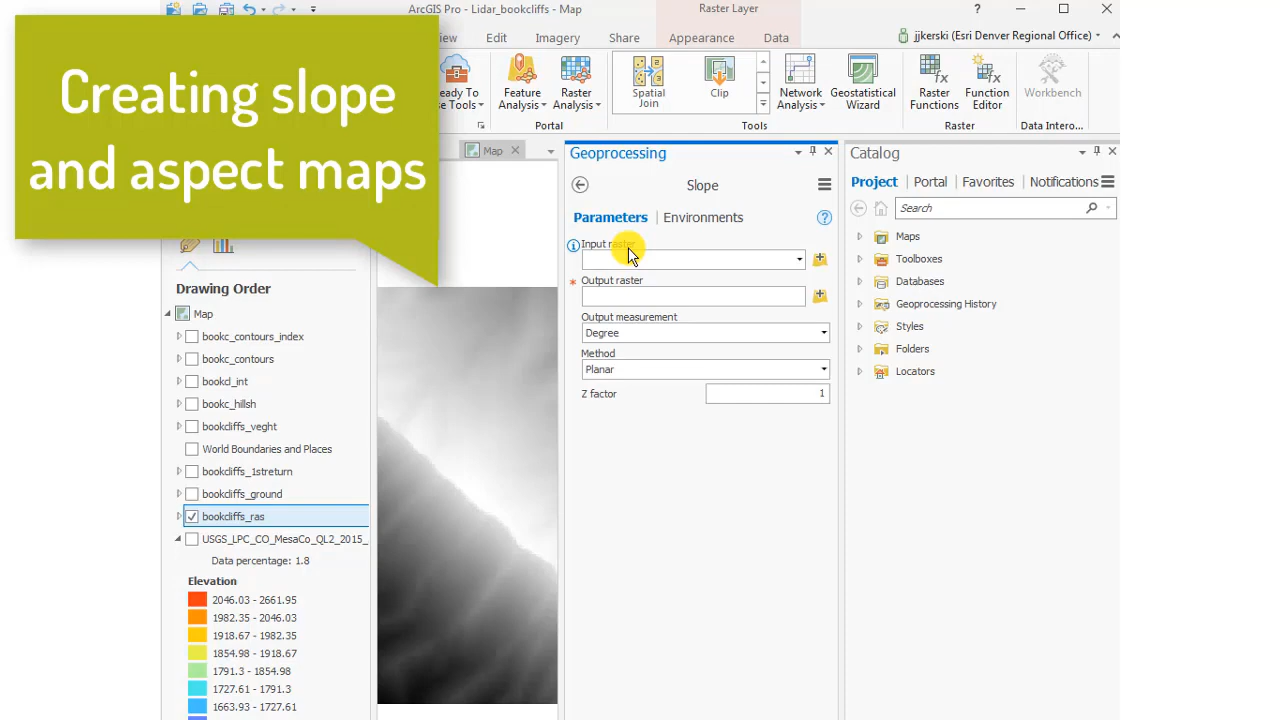 ArcGIS Pro - Lidar_bookcliffs - Map
Raster Layer
?
Creating slope
and aspect maps
Edit
Imagery
Share
Appearance
Data
jjkerski (Esri Denver Regional Office)
Feature
Analysis
Raster
Analysis
Portal
Spatial
Join
Clip
Network
Analysis
Geostatistical
Wizard
Tools
Raster
Functions
Function
Editor
Raster
Workbench
Data Intero...
Map
Geoprocessing
Slope
Parameters
Environments
?
Input raster
* Output raster
Output measurement
Degree
Method
Planar
Z factor
1
Catalog
Project
Portal
Favorites
Notifications
Search
Maps
Toolboxes
Databases
Geoprocessing History
Styles
Folders
Locators
Drawing Order
Map
bookc_contours_index
bookc_contours
bookcl_int
bookc_hillsh
bookcliffs_veght
World Boundaries and Places
bookcliffs_1streturn
bookcliffs_ground
bookcliffs_ras
USGS_LPC_CO_MesaCo_QL2_2015_
Data percentage: 1.8
Elevation
2046.03 - 2661.95
1982.35 - 2046.03
1918.67 - 1982.35
1854.98 - 1918.67
1791.3 - 1854.98
1727.61 - 1791.3
1663.93 - 1727.61